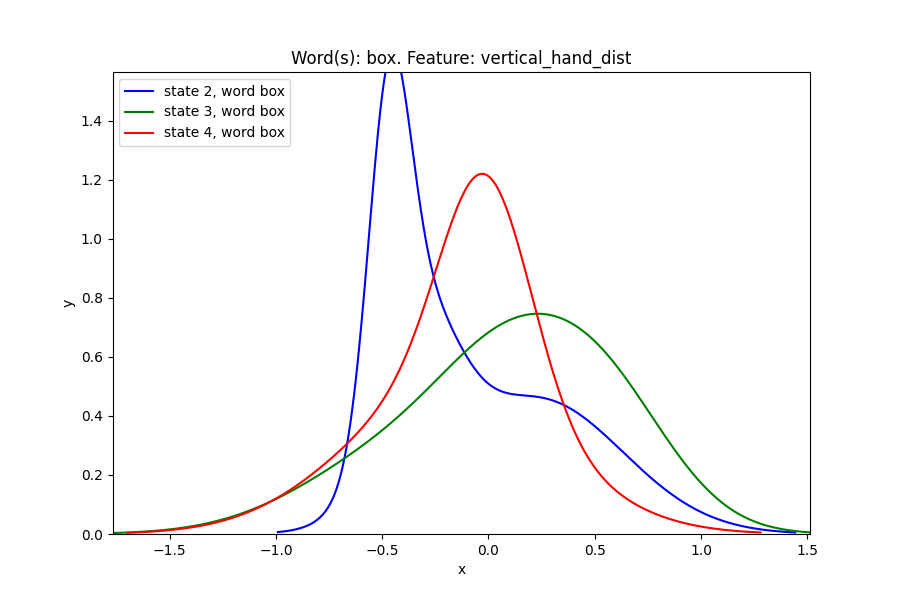 Word(s): box. Feature: vertical_hand_dist
state 2, word box
state 3, word box
state 4, word box
y
1.4
1.2
1.0
0.8
0.6
0.4
0.2
0.0
−1.5 −1.0 −0.5 0.0 0.5 1.0 1.5
x